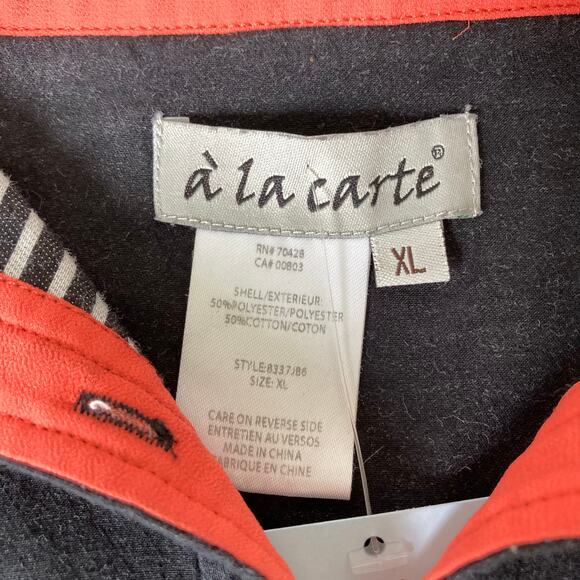 à la carte®
XL
RN# 70428
CA# 00803
SHELL/EXTERIEUR:
50%POLYESTER/POLYESTER
50%COTTON/COTON
STYLE:8337J86
SIZE: XL
CARE ON REVERSE SIDE
ENTRETIEN AU VERSOS
MADE IN CHINA
FABRIQUE EN CHINE